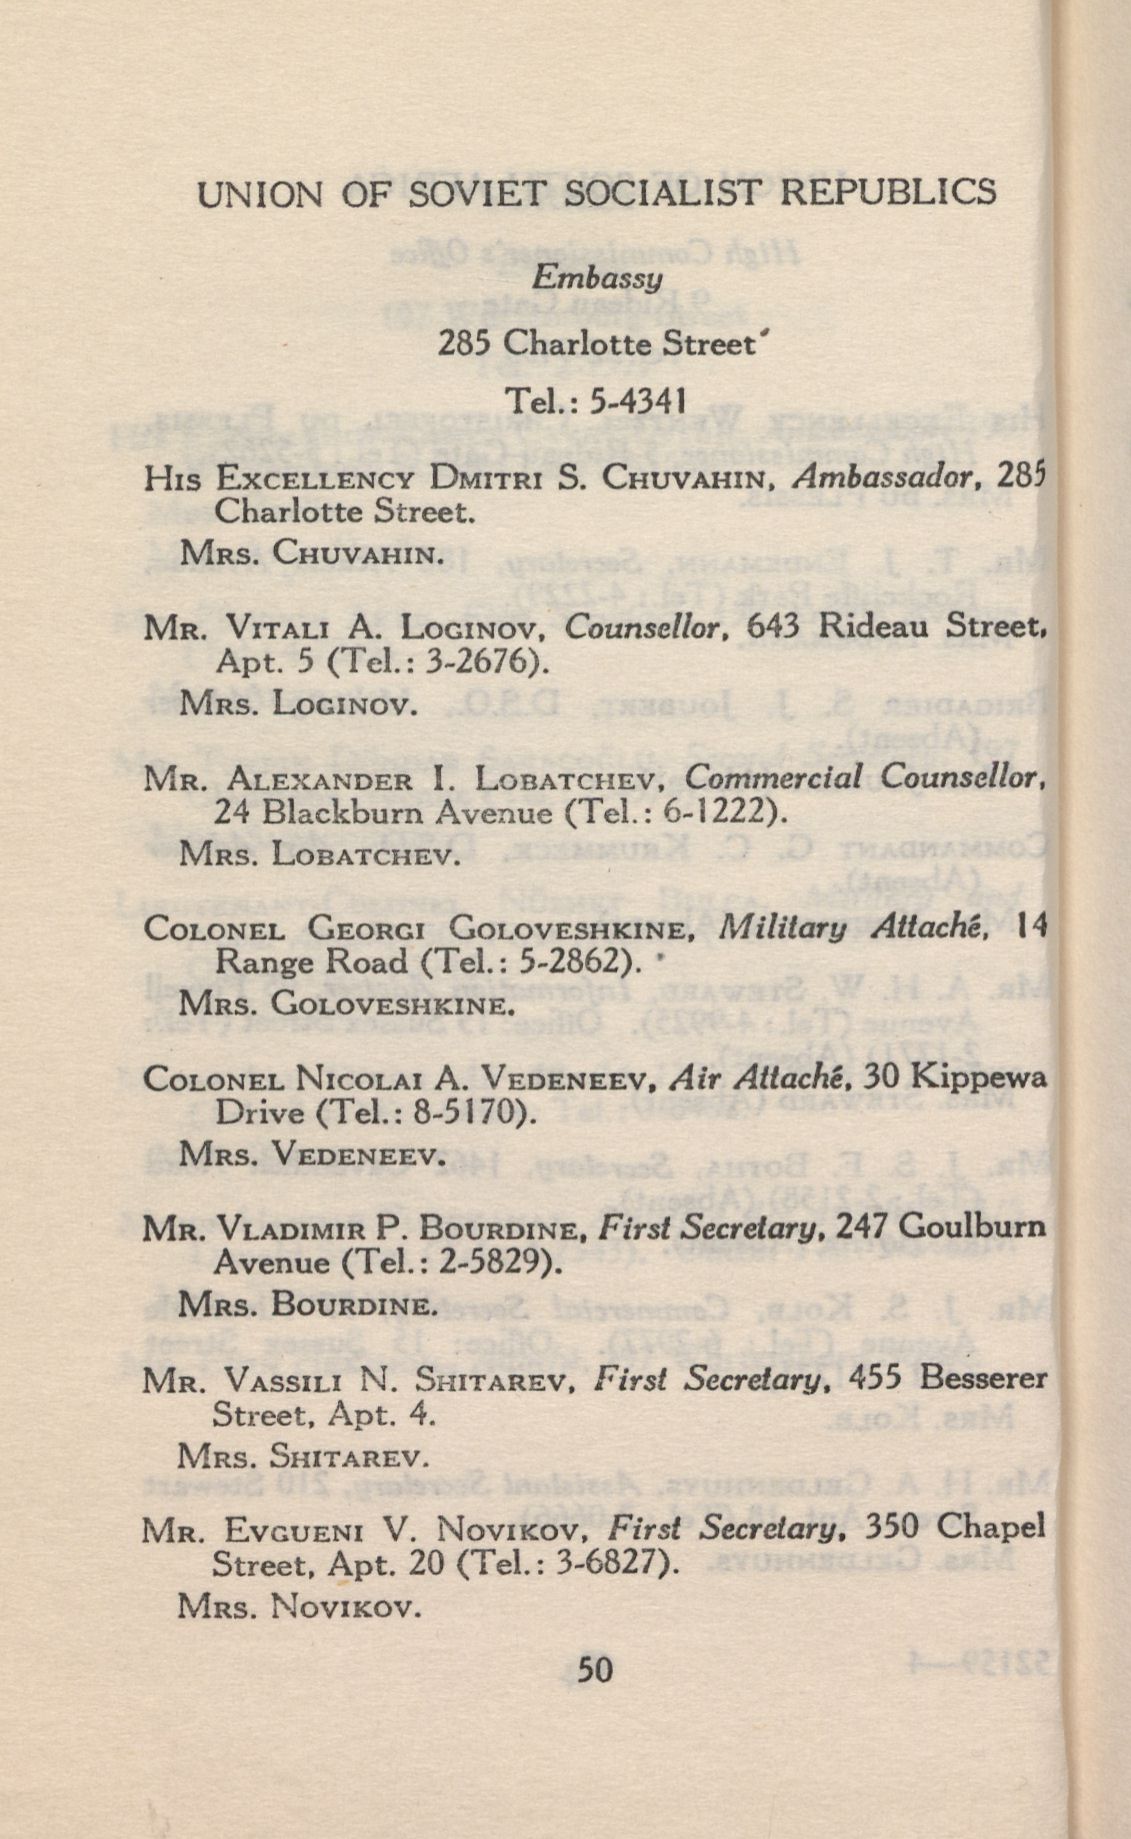 UNION OF SOVIET SOCIALIST REPUBLICS
Embassy
285 Charlotte Street
Tel.: 5-4341
His Excellency Dmitri S. Chuvahin, Ambassador, 285
Charlotte Street.
Mrs. Chuvahin.
Mr. Vitali A. Loginov, Counsellor, 643 Rideau Street,
Apt. 5 (Tel.: 3-2676).
Mrs. Loginov.
Mr. Alexander I. Lobatchev, Commercial Counsellor,
24 Blackburn Avenue (Tel.: 6-1222).
Mrs. Lobatchev.
Colonel Georgi Goloveshkine, Military Attaché, 14
Range Road (Tel.: 5-2862).
Mrs. Goloveshkine.
Colonel Nicolai A. Vedeneev, Air Attaché, 30 Kippewa
Drive (Tel.: 8-5170).
Mrs. Vedeneev.
Mr. Vladimir P. Bourdine, First Secretary, 247 Goulburn
Avenue (Tel.: 2-5829).
Mrs. Bourdine.
Mr. Vassili N. Shitarev, First Secretary, 455 Besserer
Street, Apt. 4.
Mrs. Shitarev.
Mr. Evgueni V. Novikov, First Secretary, 350 Chapel
Street, Apt. 20 (Tel.: 3-6827).
Mrs. Novikov.
50